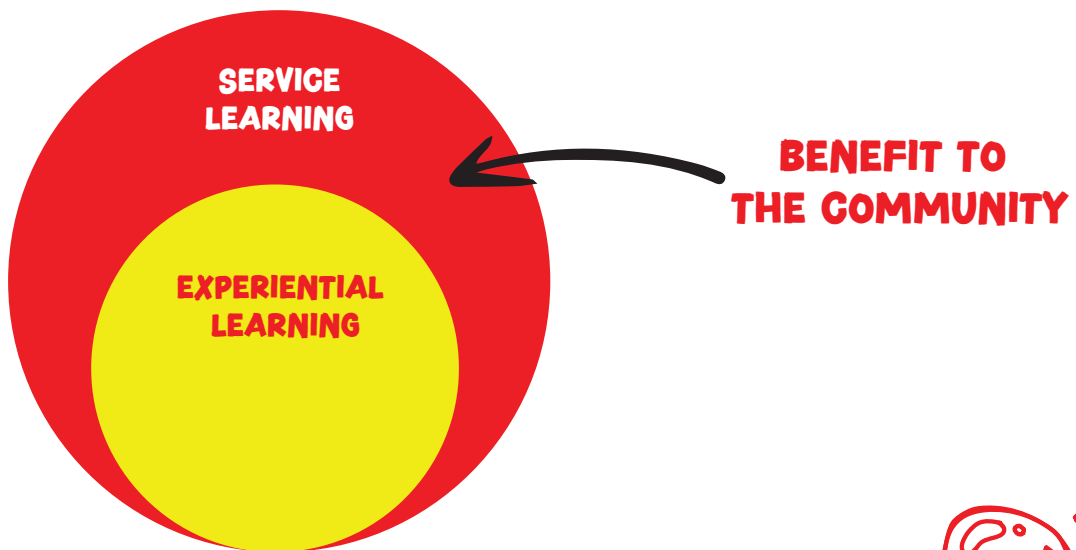 SERVICE
LEARNING
BENEFIT TO
THE COMMUNITY
EXPERIENTIAL
LEARNING